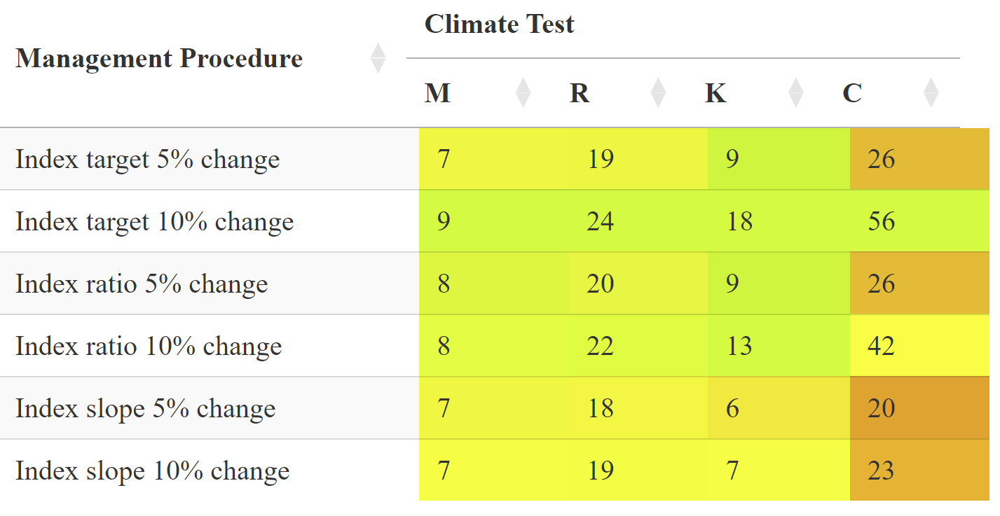 Climate Test
Management Procedure
M R K C
Index target 5% change 7 19 9 26
Index target 10% change 9 24 18 56
Index ratio 5% change 8 20 9 26
Index ratio 10% change 8 22 13 42
Index slope 5% change 7 18 6 20
Index slope 10% change 7 19 7 23